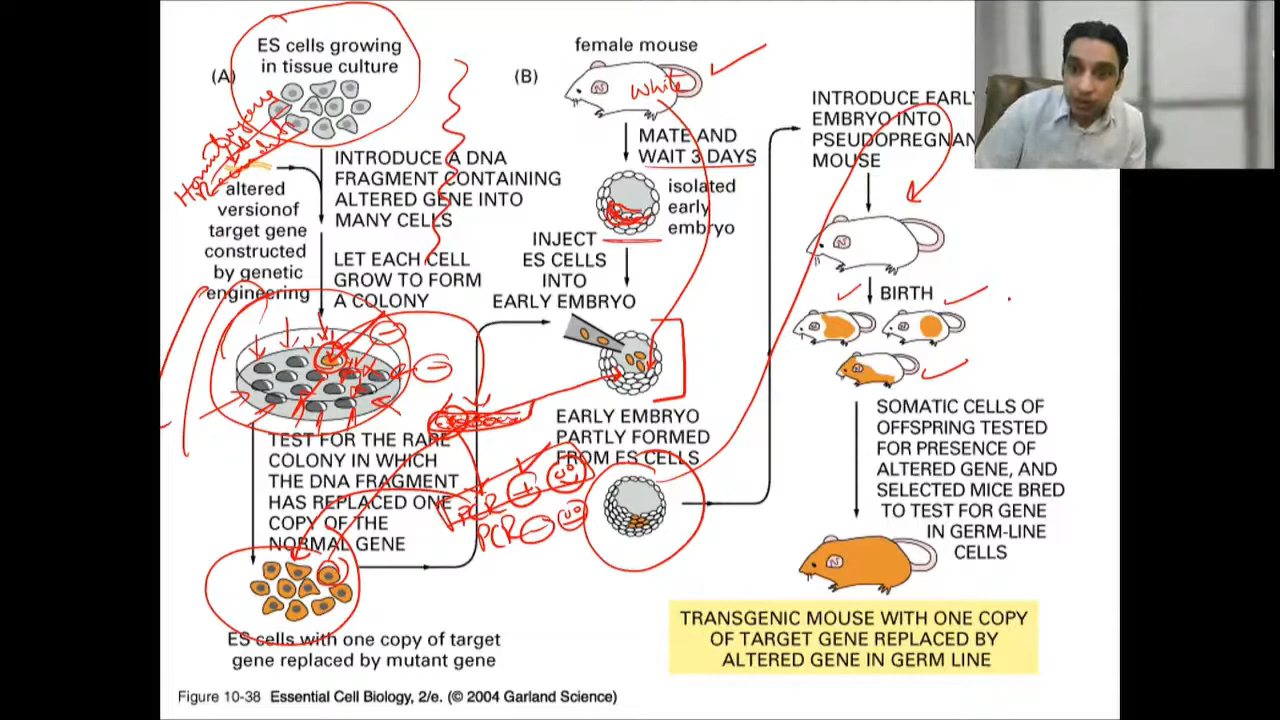 ES cells growing
in tissue culture
(A)
Homologous
altered
versionof
target gene
constructed
by genetic
engineering
INTRODUCE A DNA
FRAGMENT CONTAINING
ALTERED GENE INTO
MANY CELLS
LET EACH CELL
GROW TO FORM
A COLONY
TEST FOR THE RARE
COLONY IN WHICH
THE DNA FRAGMENT
HAS REPLACED ONE
COPY OF THE
NORMAL GENE
ES cells with one copy of target
gene replaced by mutant gene
(B)
female mouse
White
MATE AND
WAIT 3 DAYS
isolated
early
embryo
INJECT
ES CELLS
INTO
EARLY EMBRYO
EARLY EMBRYO
PARTLY FORMED
FROM ES CELLS
PCR +
PCR -
INTRODUCE EARLY
EMBRYO INTO
PSEUDOPREGNAN
MOUSE
BIRTH
SOMATIC CELLS OF
OFFSPRING TESTED
FOR PRESENCE OF
ALTERED GENE, AND
SELECTED MICE BRED
TO TEST FOR GENE
IN GERM-LINE
CELLS
TRANSGENIC MOUSE WITH ONE COPY
OF TARGET GENE REPLACED BY
ALTERED GENE IN GERM LINE
Figure 10-38 Essential Cell Biology, 2/e. (© 2004 Garland Science)